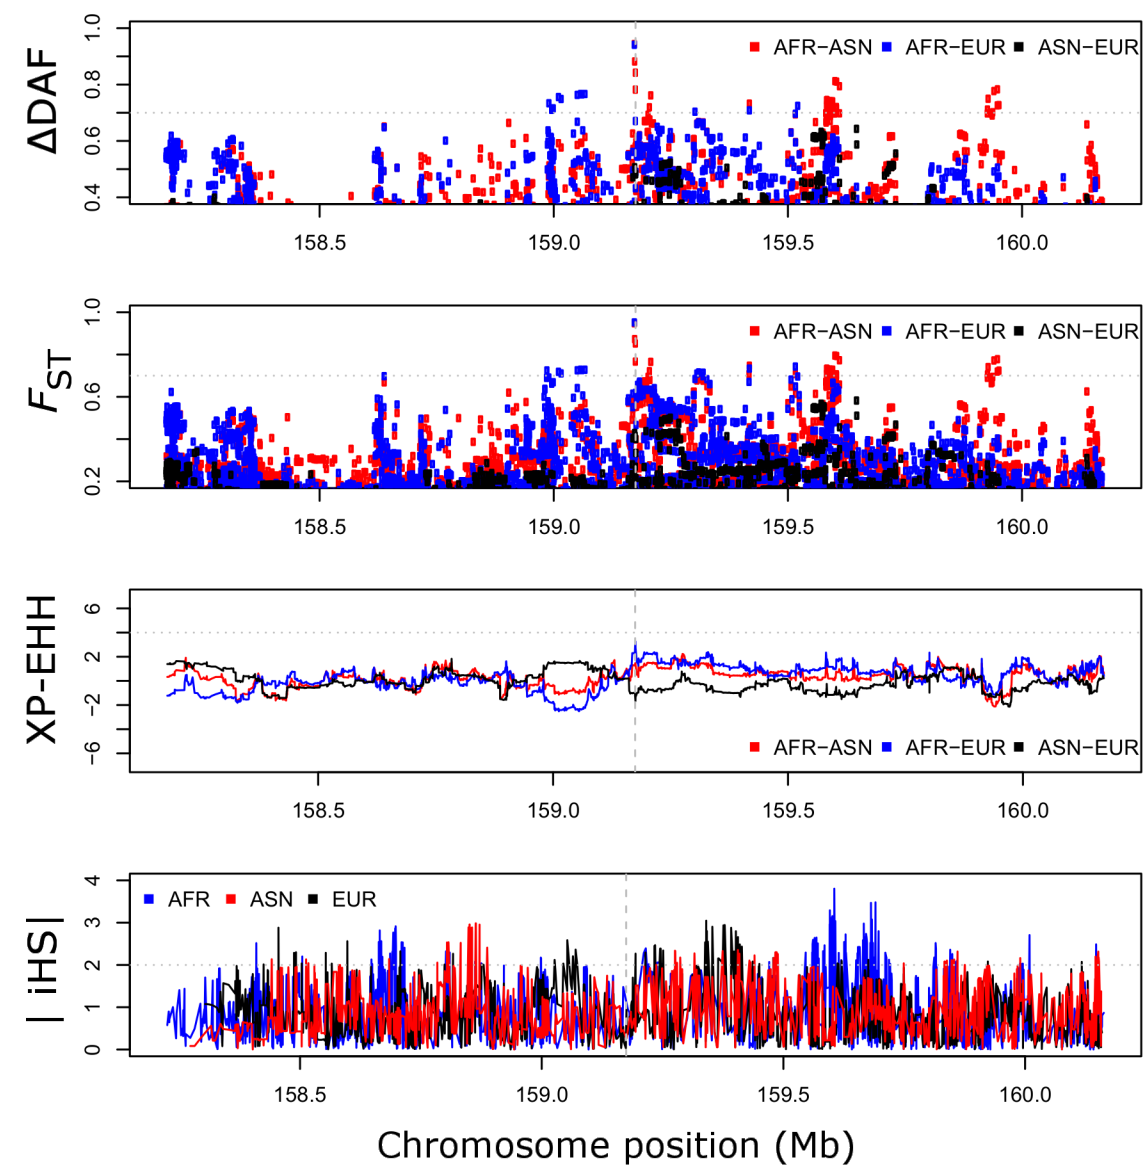 ΔDAF
1.0
0.8
0.6
0.4
AFR−ASN AFR−EUR ASN−EUR
158.5 159.0 159.5 160.0
FST
1.0
0.6
0.2
AFR−ASN AFR−EUR ASN−EUR
158.5 159.0 159.5 160.0
XP-EHH
6
2
−2
−6
AFR−ASN AFR−EUR ASN−EUR
158.5 159.0 159.5 160.0
| iHS|
4
3
2
1
0
AFR ASN EUR
158.5 159.0 159.5 160.0
Chromosome position (Mb)